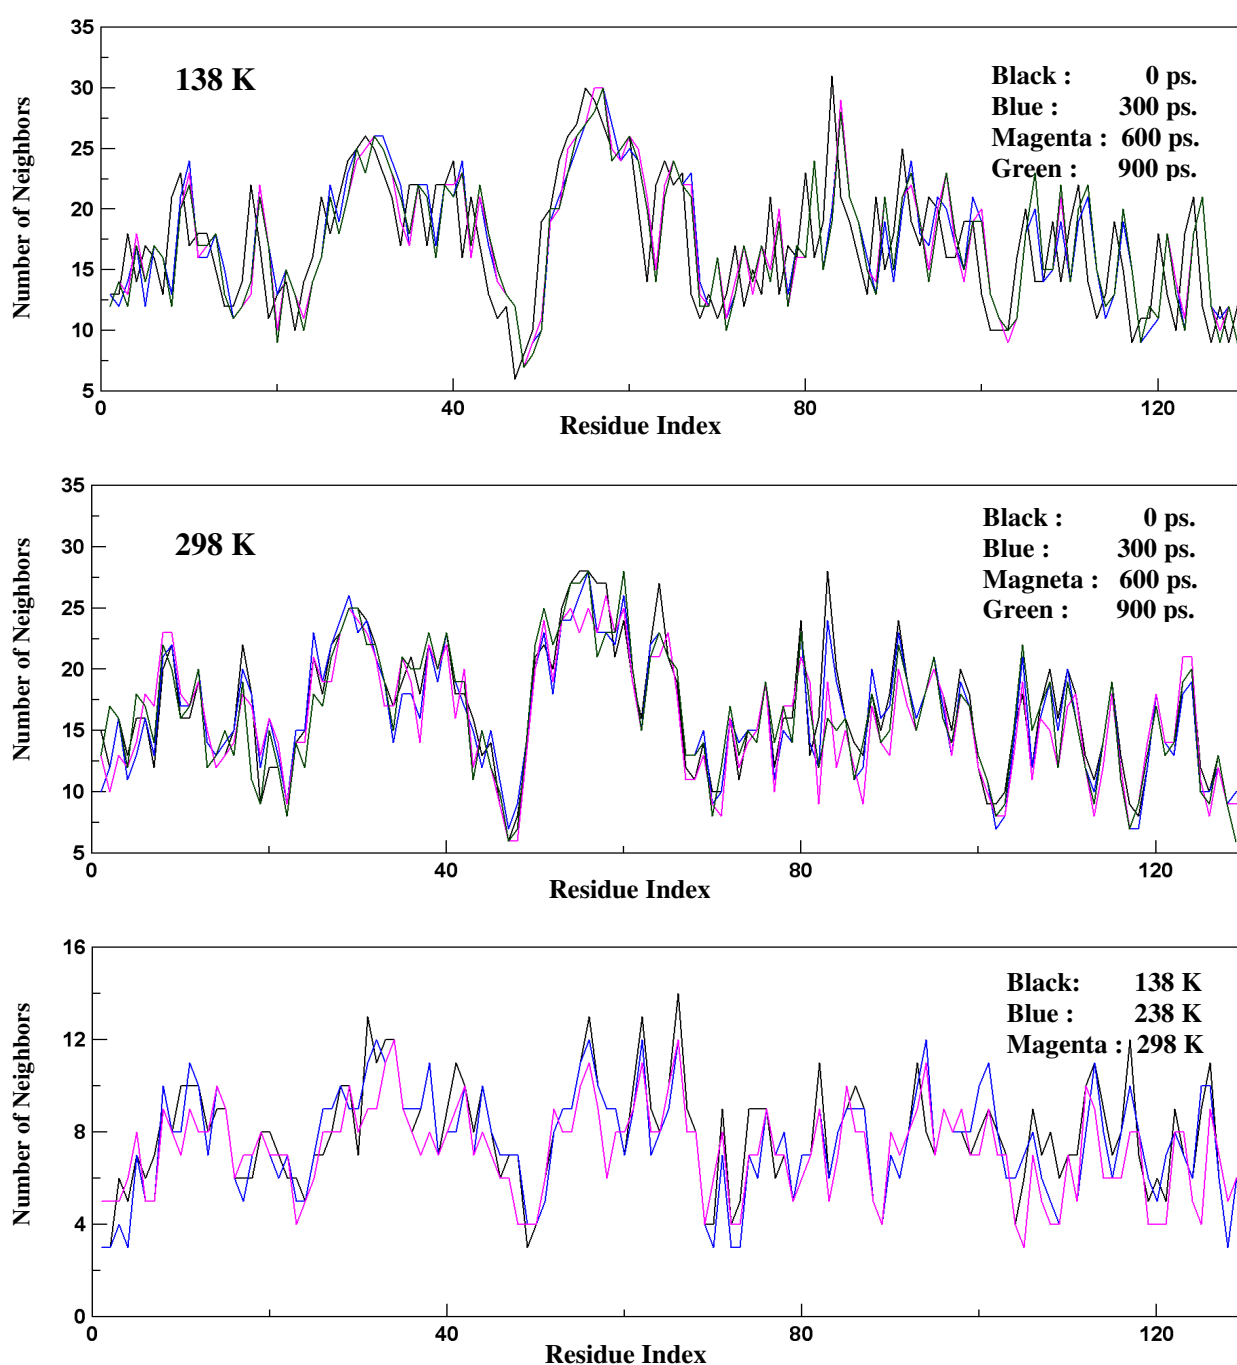 35
30
25
20
15
10
5
Number of Neighbors
138 K
Black : 0 ps.
Blue : 300 ps.
Magenta : 600 ps.
Green : 900 ps.
0 40 80 120
Residue Index
35
30
25
20
15
10
5
Number of Neighbors
298 K
Black : 0 ps.
Blue : 300 ps.
Magneta : 600 ps.
Green : 900 ps.
0 40 80 120
Residue Index
16
12
8
4
0
Number of Neighbors
Black: 138 K
Blue : 238 K
Magenta : 298 K
0 40 80 120
Residue Index